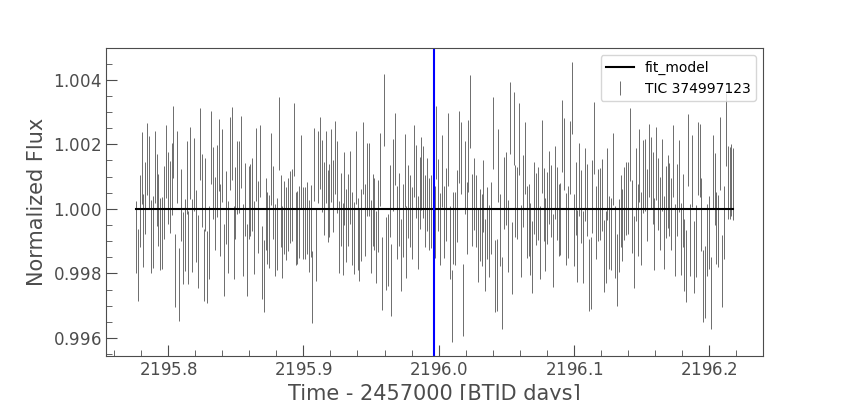 fit_model
TIC 374997123
1.004
1.002
1.000
0.998
0.996
Normalized Flux
2195.8 2195.9 2196.0 2196.1 2196.2
Time - 2457000 [BTJD days]